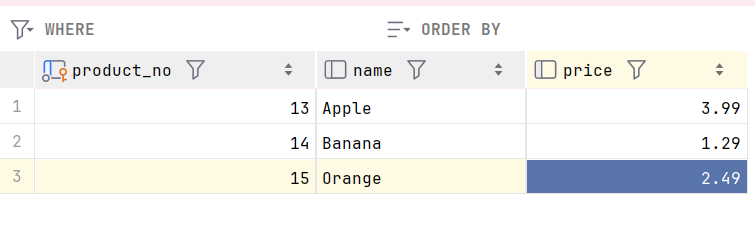 WHERE ORDER BY
product_no name price
1 13 Apple 3.99
2 14 Banana 1.29
3 15 Orange 2.49